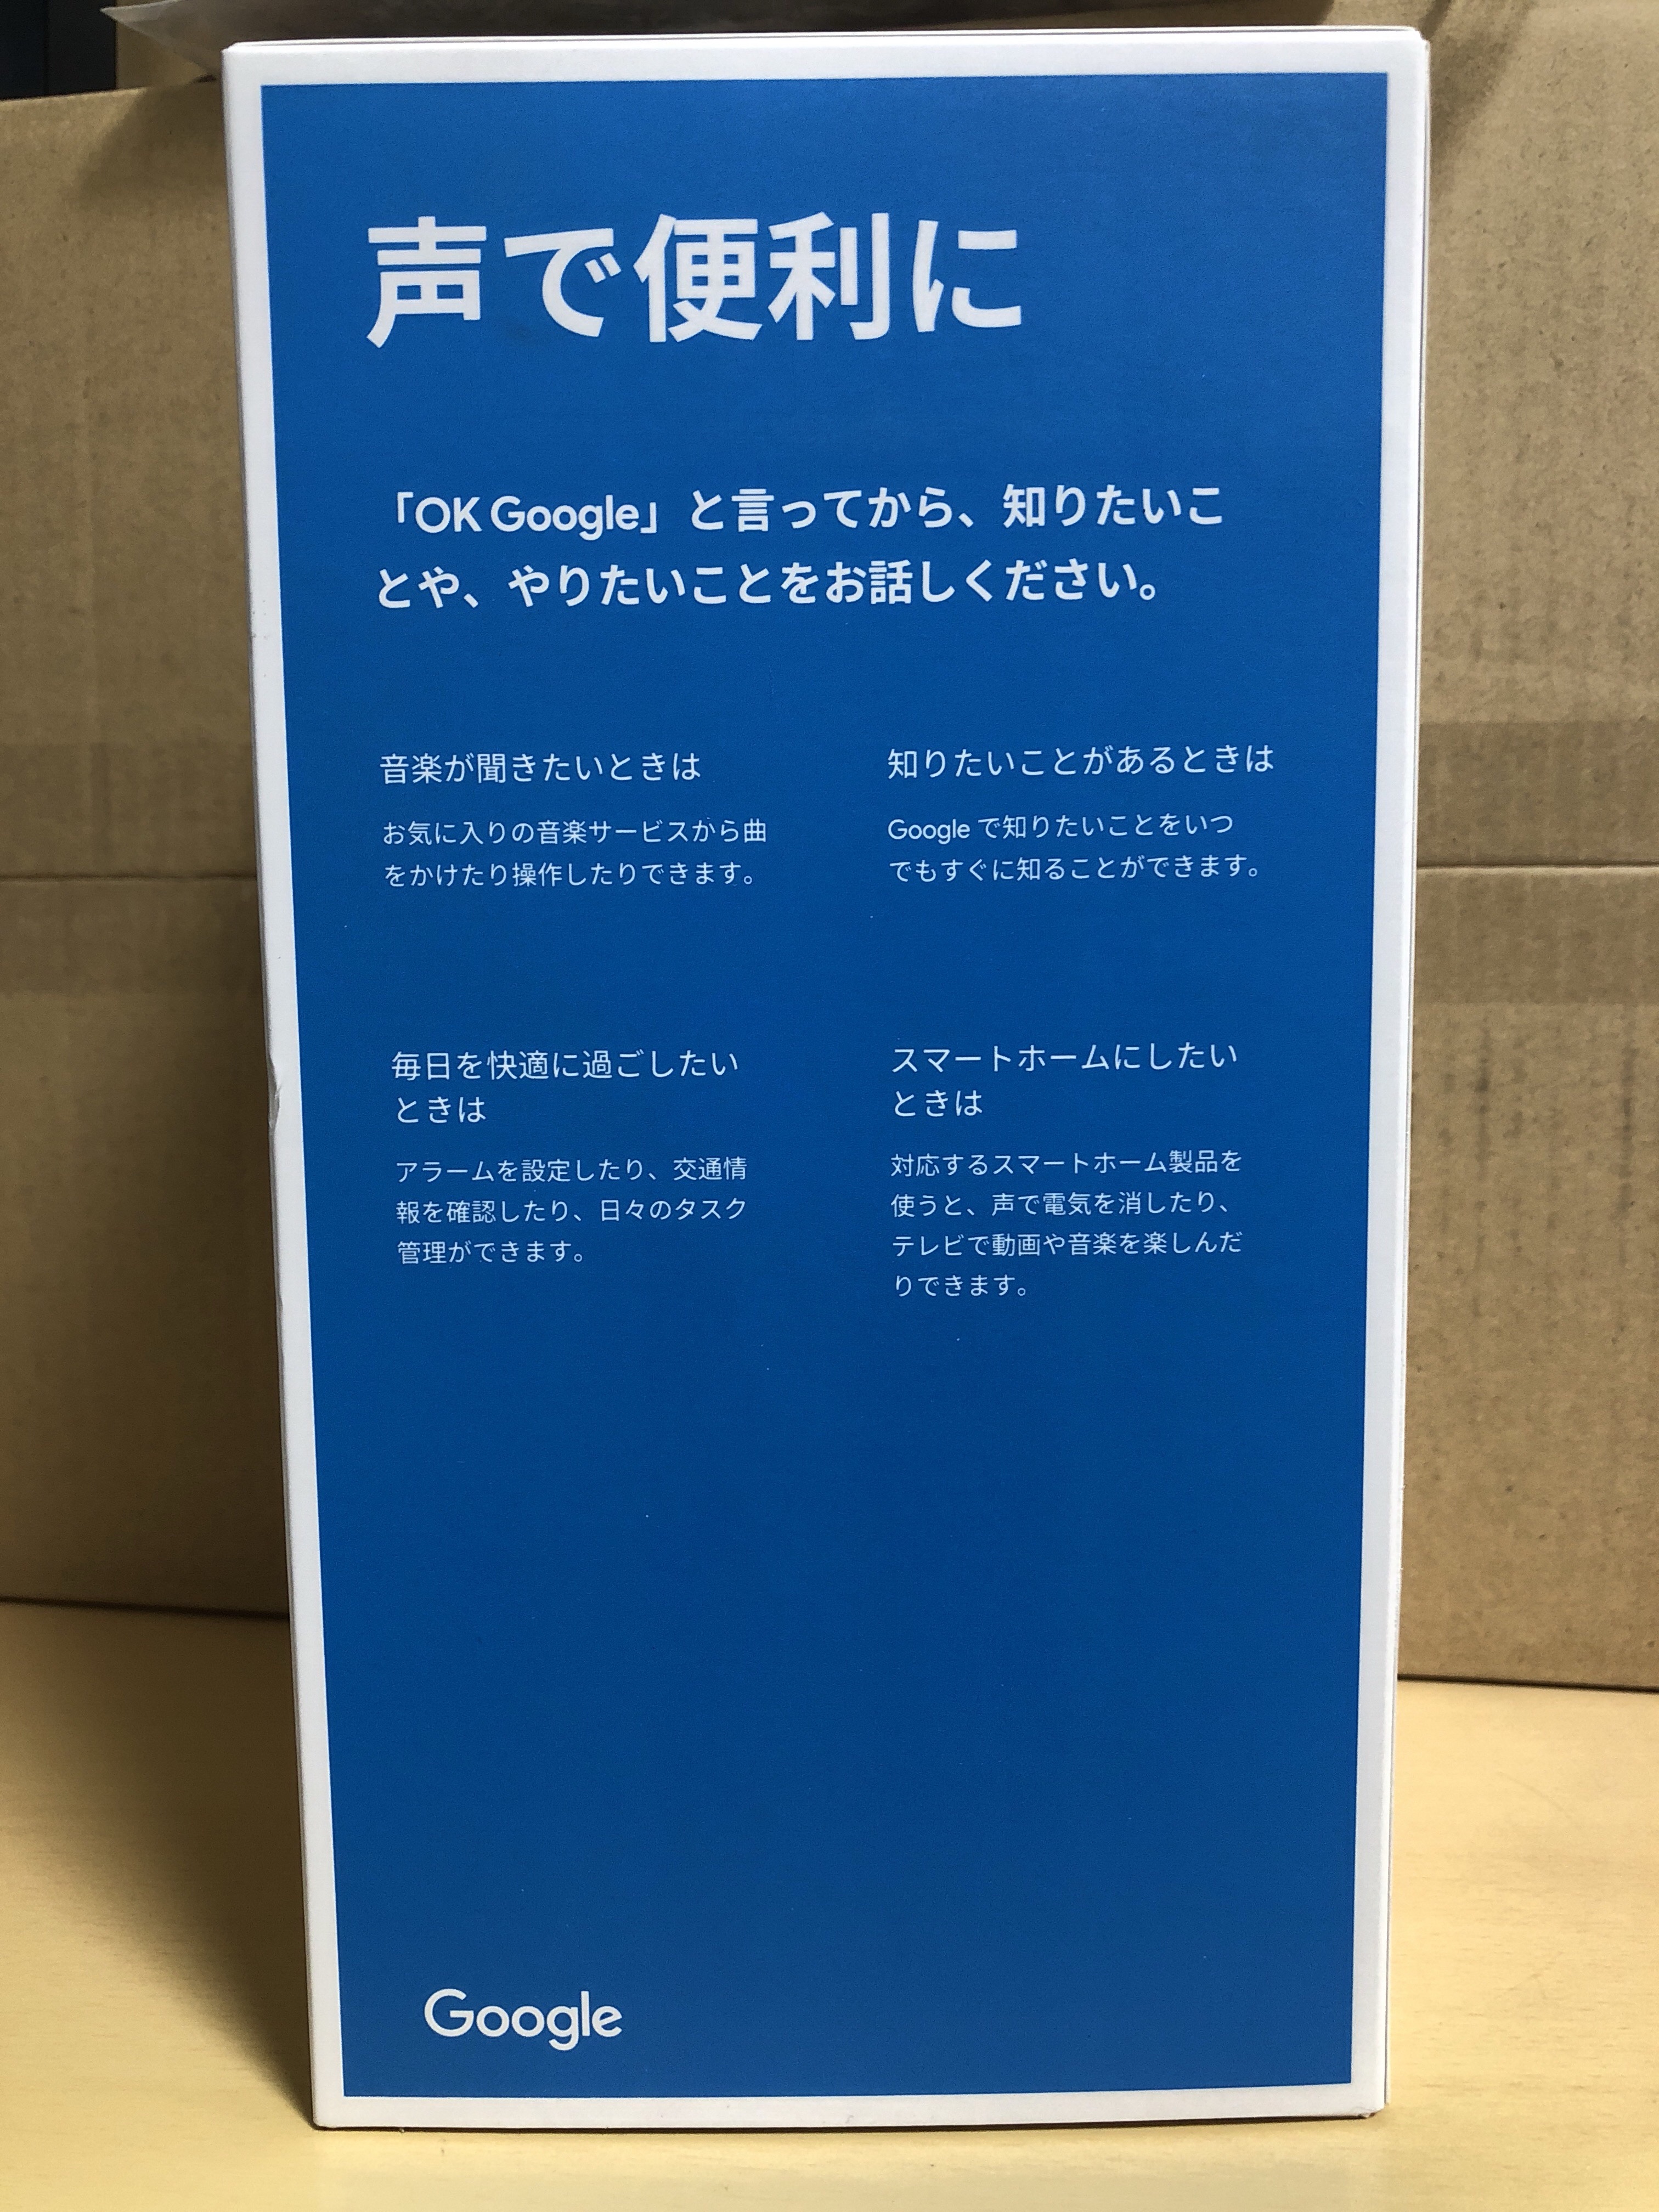 声で便利に
「OK Google」と言ってから、知りたいこ
とや、やりたいことをお話しください。
音楽が聞きたいときは
お気に入りの音楽サービスから曲
をかけたり操作したりできます。
知りたいことがあるときは
Google で知りたいことをいつ
でもすぐに知ることができます。
毎日を快適に過ごしたい
ときは
アラームを設定したり、交通情
報を確認したり、日々のタスク
管理ができます。
スマートホームにしたい
ときは
対応するスマートホーム製品を
使うと、声で電気を消したり、
テレビで動画や音楽を楽しんだ
りできます。
Google